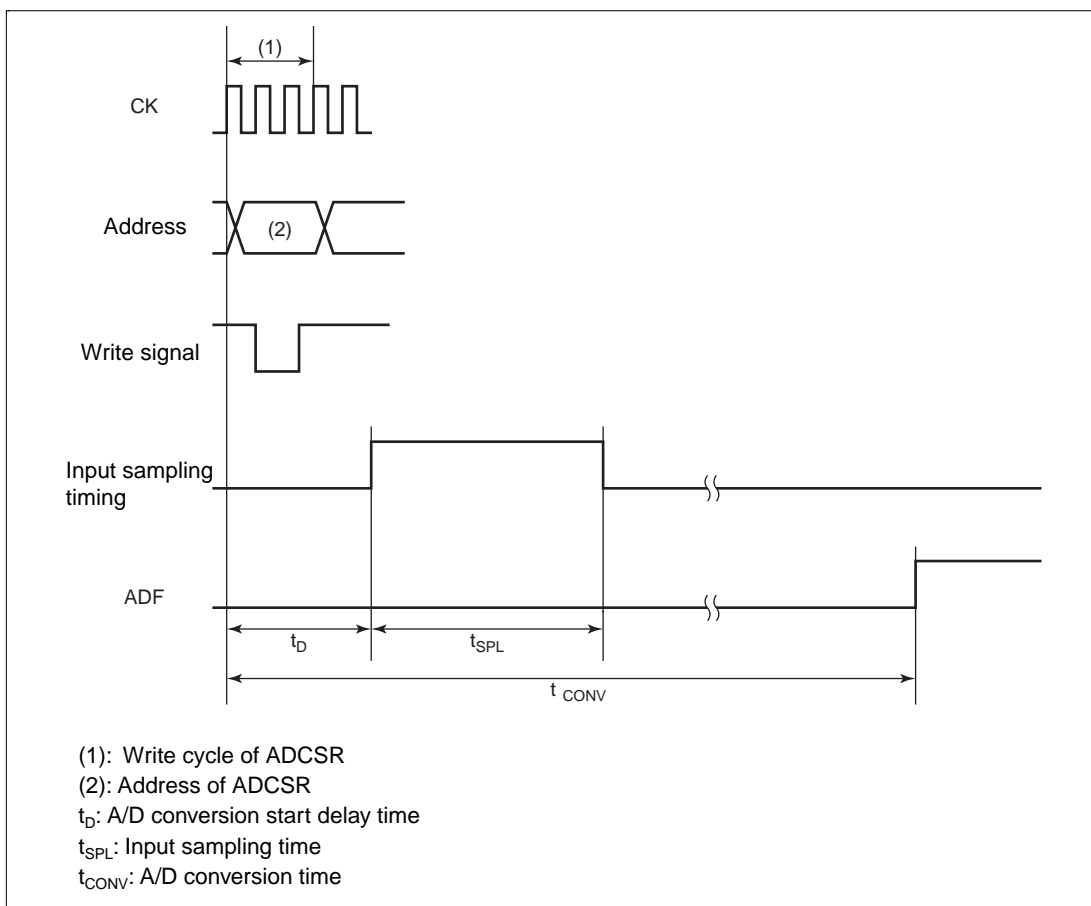 (1)
CK
Address
(2)
Write signal
Input sampling
timing
ADF
tD
tSPL
t CONV
(1): Write cycle of ADCSR
(2): Address of ADCSR
tD: A/D conversion start delay time
tSPL: Input sampling time
tCONV: A/D conversion time